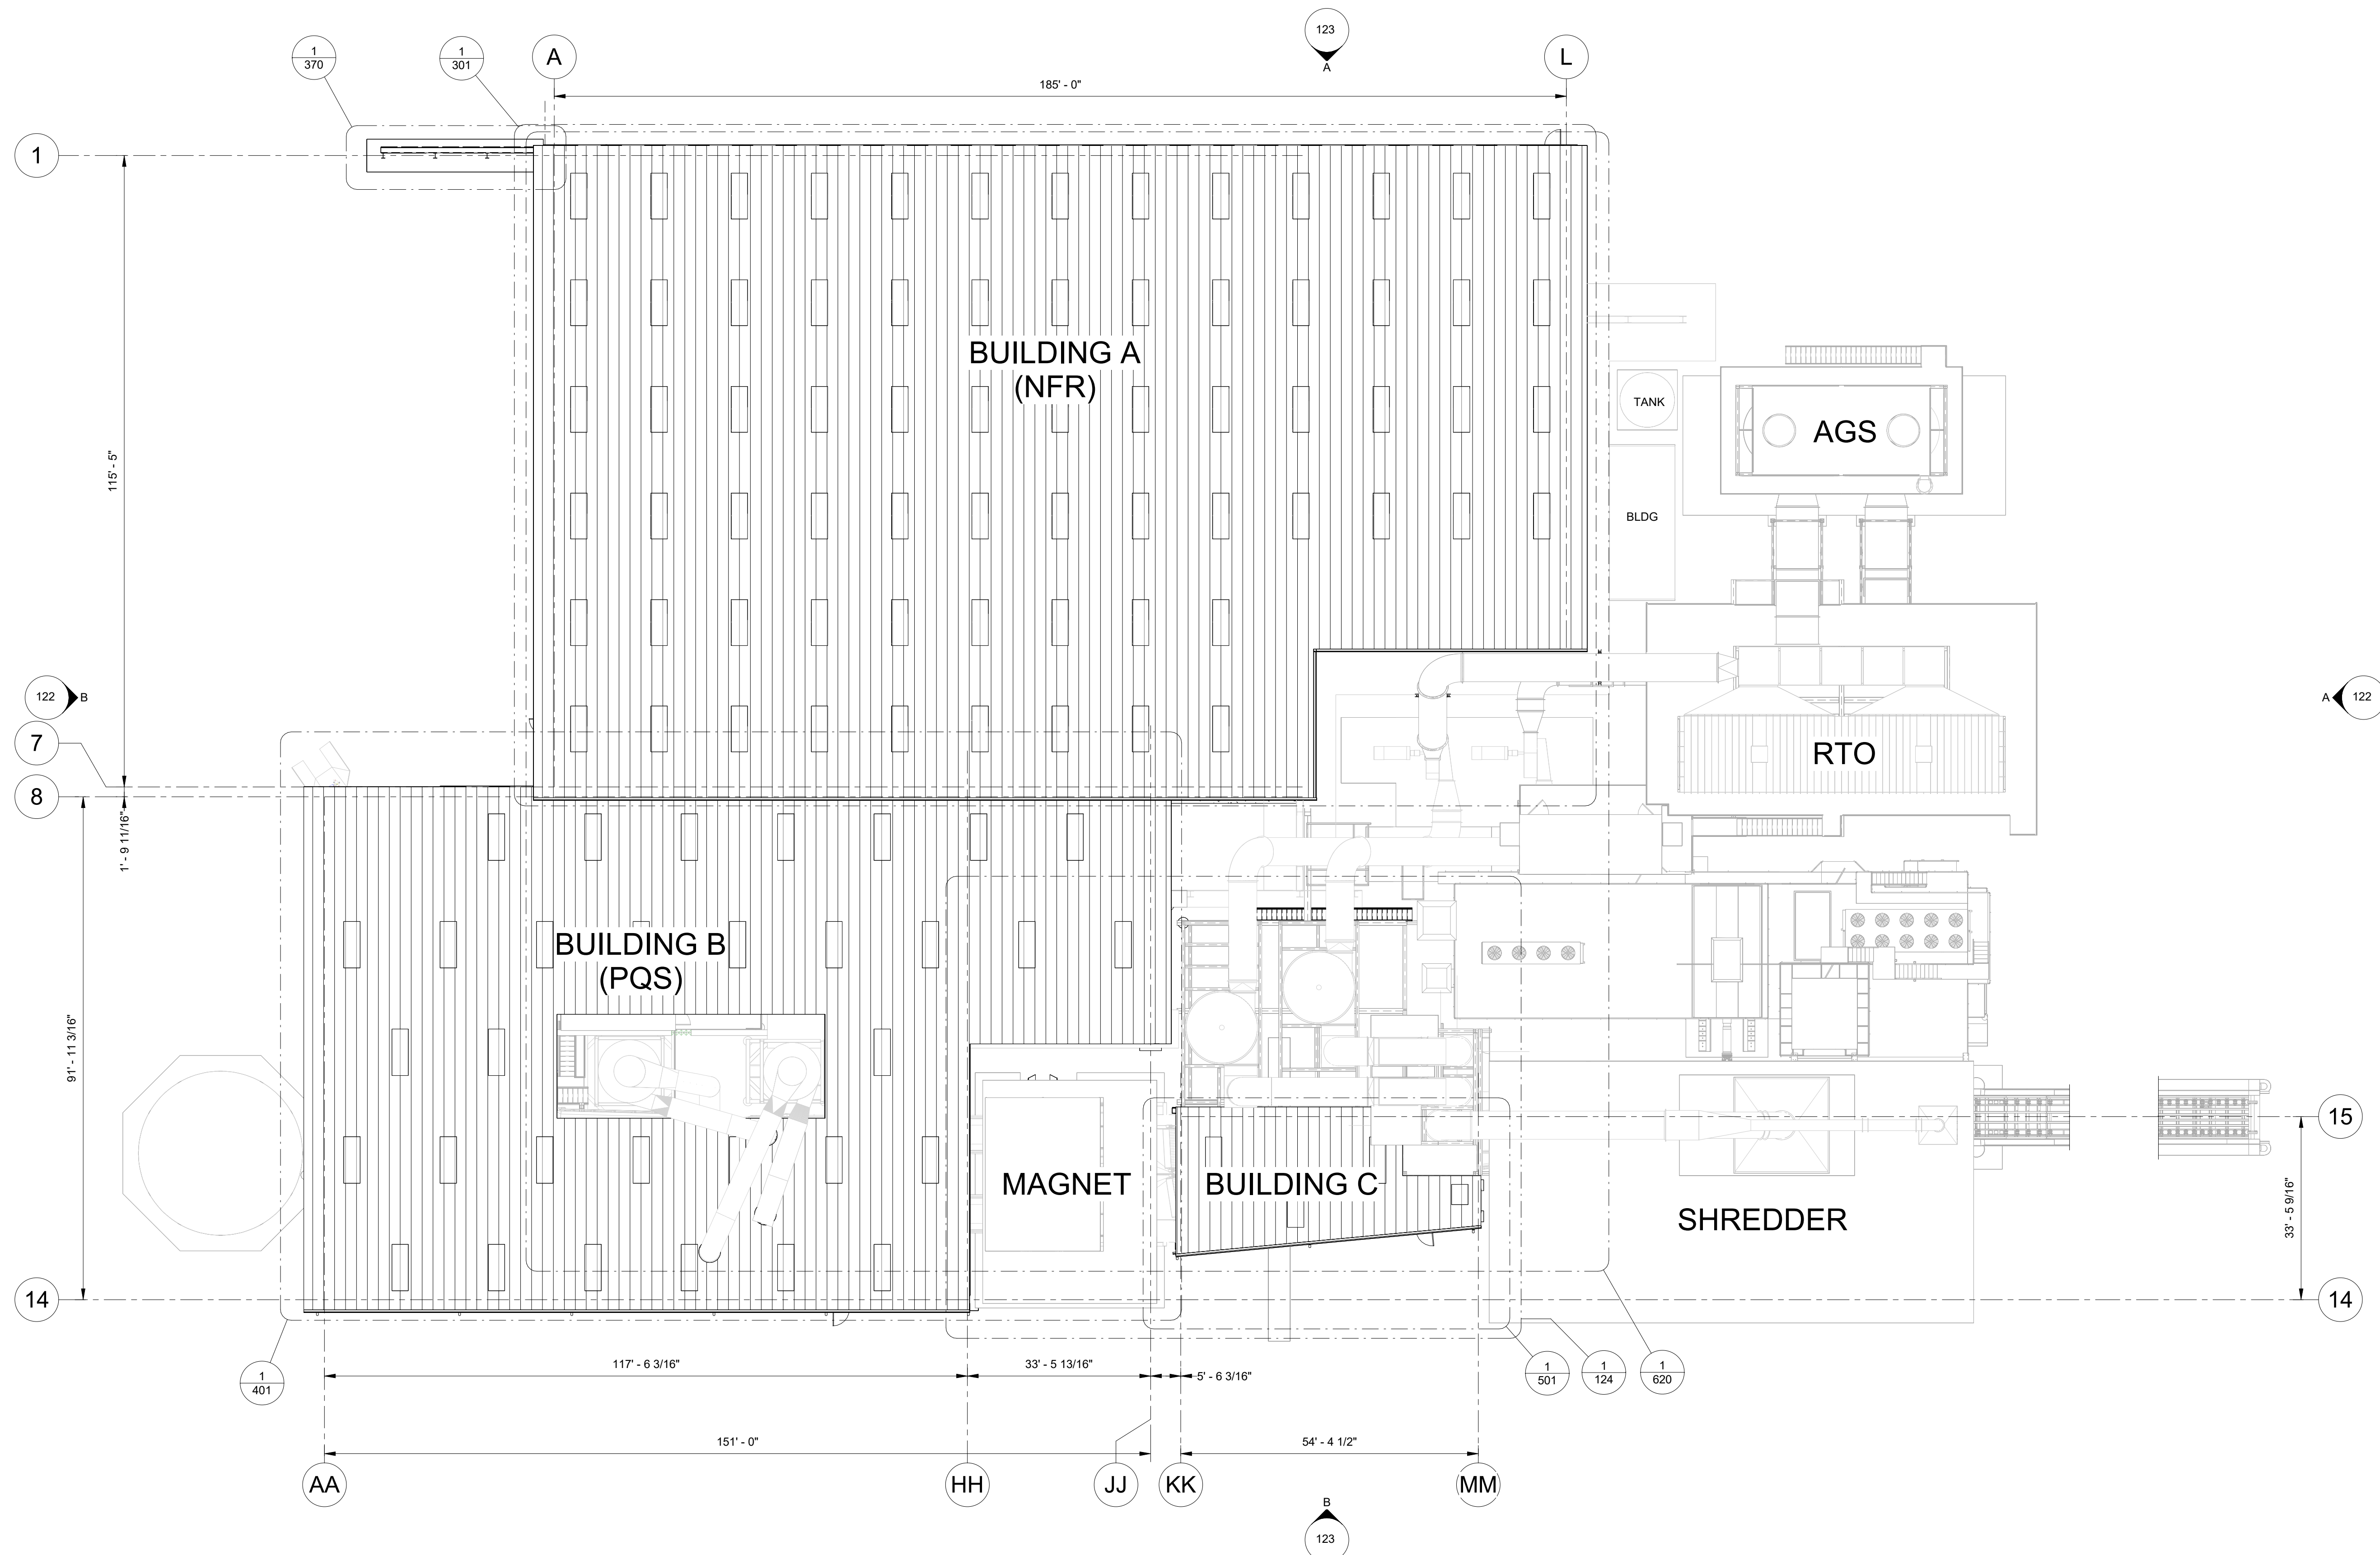 123
A
1
370
1
301
A
L
185' - 0"
1
115' - 5"
BUILDING A
(NFR)
TANK
AGS
BLDG
122
B
A
122
7
8
RTO
1' - 9 11/16"
BUILDING B
(PQS)
91' - 11 3/16"
15
MAGNET
BUILDING C
SHREDDER
33' - 5 9/16"
14
14
1
401
117' - 6 3/16"
33' - 5 13/16"
5' - 6 3/16"
1
501
1
124
1
620
151' - 0"
54' - 4 1/2"
AA
HH
JJ
KK
MM
B
123